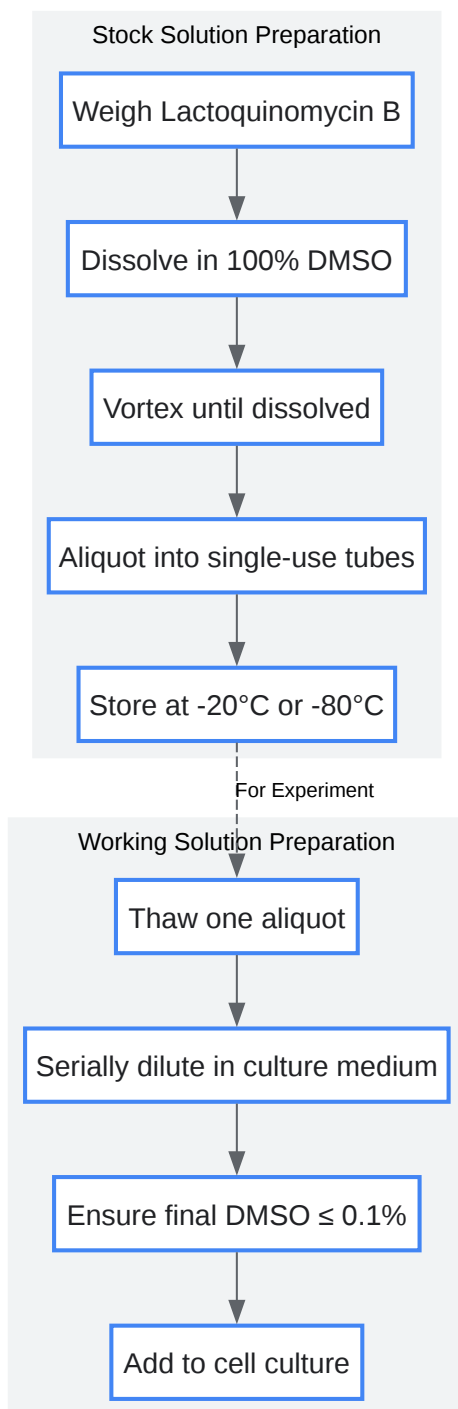 Stock Solution Preparation
Weigh Lactoquinomycin B
Dissolve in 100% DMSO
Vortex until dissolved
Aliquot into single-use tubes
Store at -20°C or -80°C
For Experiment
Working Solution Preparation
Thaw one aliquot
Serially dilute in culture medium
Ensure final DMSO ≤ 0.1%
Add to cell culture